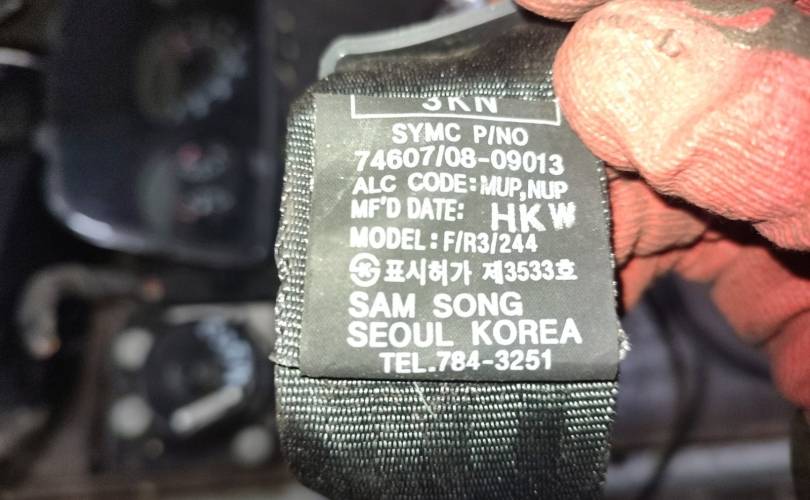 3KN
SYMC P/NO
74607/08-09013
ALC CODE:MUP,NUP
MF'D DATE: HKW
MODEL: F/R3/244
표시허가 제3533호
SAM SONG
SEOUL KOREA
TEL.784-3251